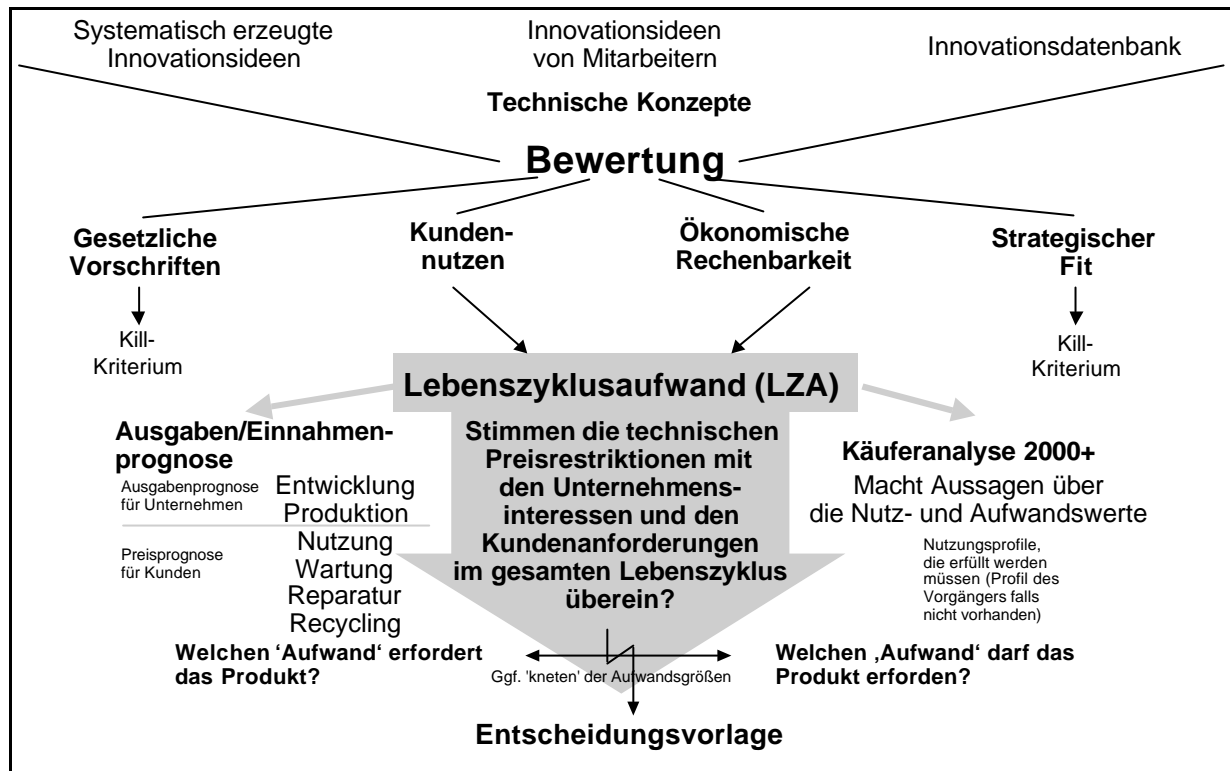 Systematisch erzeugte
Innovationsideen
Innovationsideen
von Mitarbeitern
Innovationsdatenbank
Technische Konzepte
Bewertung
Gesetzliche
Vorschriften
Kunden-
nutzen
Ökonomische
Rechenbarkeit
Strategischer
Fit
Kill-
Kriterium
Kill-
Kriterium
Lebenszyklusaufwand (LZA)
Ausgaben/Einnahmen-
prognose
Ausgabenprognose
für Unternehmen
Entwicklung
Produktion
Preisprognose
für Kunden
Nutzung
Wartung
Reparatur
Recycling
Welchen ‘Aufwand‘ erfordert
das Produkt?
Stimmen die technischen
Preisrestriktionen mit
den Unternehmens-
interessen und den
Kundenanforderungen
im gesamten Lebenszyklus
überein?
Käuferanalyse 2000+
Macht Aussagen über
die Nutz- und Aufwandswerte
Nutzungsprofile,
die erfüllt werden
müssen (Profil des
Vorgängers falls
nicht vorhanden)
Welchen ‚Aufwand‘ darf das
Produkt erforden?
Ggf. 'kneten' der Aufwandsgrößen
Entscheidungsvorlage